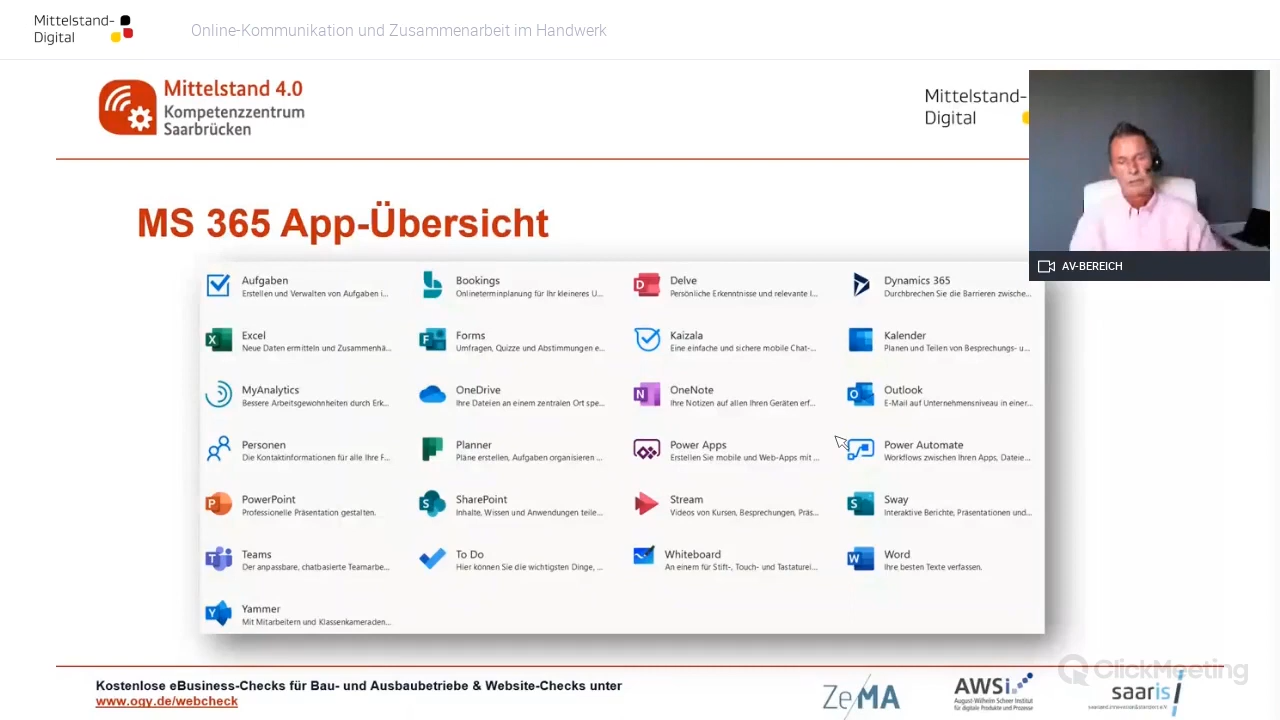 Mittelstand-
Digital
Online-Kommunikation und Zusammenarbeit im Handwerk
Mittelstand 4.0
Kompetenzzentrum
Saarbrücken
Mittelstand-
Digital
AV-BEREICH
MS 365 App-Übersicht
Aufgaben
Erstellen und Verwalten von Aufgaben i...
Bookings
Onlineterminplanung für Ihr kleineres U...
Delve
Persönliche Erkenntnisse und relevante I...
Dynamics 365
Durchbrechen Sie die Barrieren zwische...
Excel
Neue Daten ermitteln und Zusammenhä...
Forms
Umfragen, Quizze und Abstimmungen e...
Kaizala
Eine einfache und sichere mobile Chat-...
Kalender
Planen und Teilen von Besprechungs- u...
MyAnalytics
Bessere Arbeitsgewohnheiten durch Erk...
OneDrive
Ihre Dateien an einem zentralen Ort spe...
OneNote
Ihre Notizen auf allen Ihren Geräten erf...
Outlook
E-Mail auf Unternehmensniveau in einer...
Personen
Die Kontaktinformationen für alle Ihre F...
Planner
Pläne erstellen, Aufgaben organisieren ...
Power Apps
Erstellen Sie mobile und Web-Apps mit ...
Power Automate
Workflows zwischen Ihren Apps, Dateie...
PowerPoint
Professionelle Präsentation gestalten.
SharePoint
Inhalte, Wissen und Anwendungen teile...
Stream
Videos von Kursen, Besprechungen, Präs...
Sway
Interaktive Berichte, Präsentationen und...
Teams
Der anpassbare, chatbasierte Teamarbe...
To Do
Hier können Sie die wichtigsten Dinge, ...
Whiteboard
An einem für Stift-, Touch- und Tastaturei...
Word
Ihre besten Texte verfassen.
Yammer
Mit Mitarbeitern und Klassenkameraden...
Kostenlose eBusiness-Checks für Bau- und Ausbaubetriebe & Website-Checks unter
www.ogy.de/webcheck
ZeMA
AWSi
August-Wilhelm Scheer Institut
für digitale Produkte und Prozesse
ClickMeeting
saaris